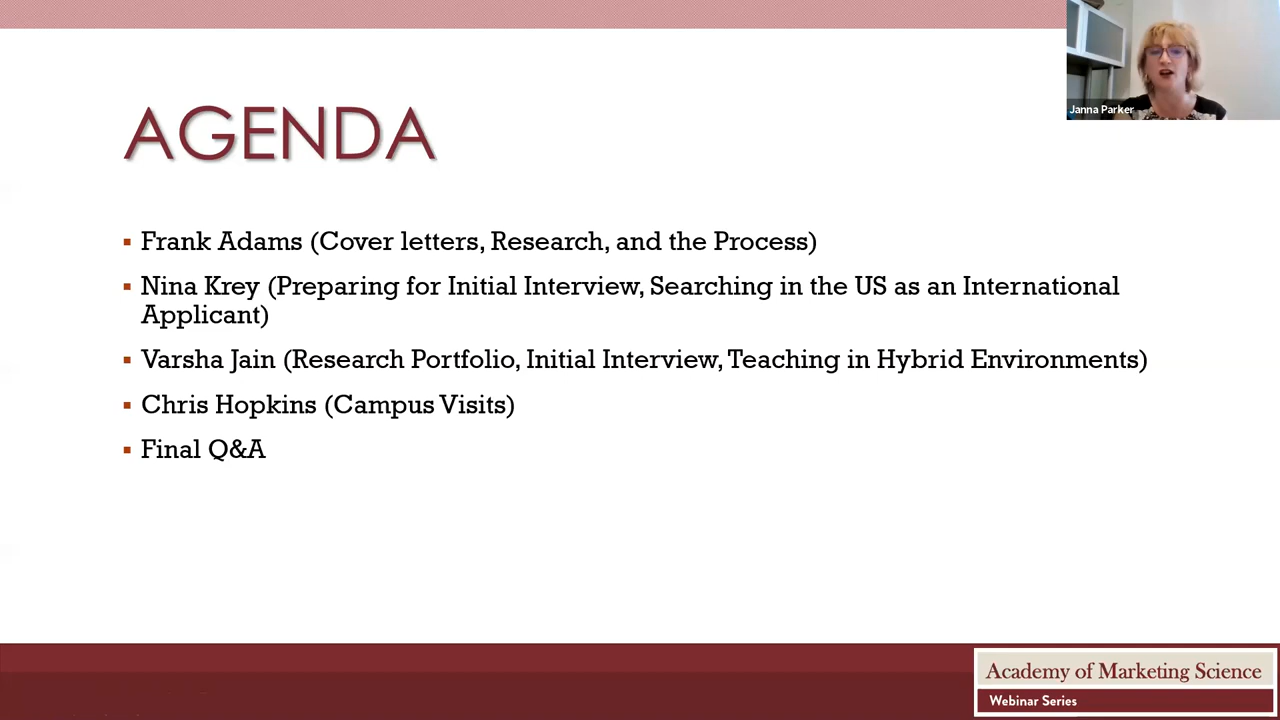 Janna Parker
AGENDA
▪ Frank Adams (Cover letters, Research, and the Process)
▪ Nina Krey (Preparing for Initial Interview, Searching in the US as an International
Applicant)
▪ Varsha Jain (Research Portfolio, Initial Interview, Teaching in Hybrid Environments)
▪ Chris Hopkins (Campus Visits)
▪ Final Q&A
Academy of Marketing Science
Webinar Series